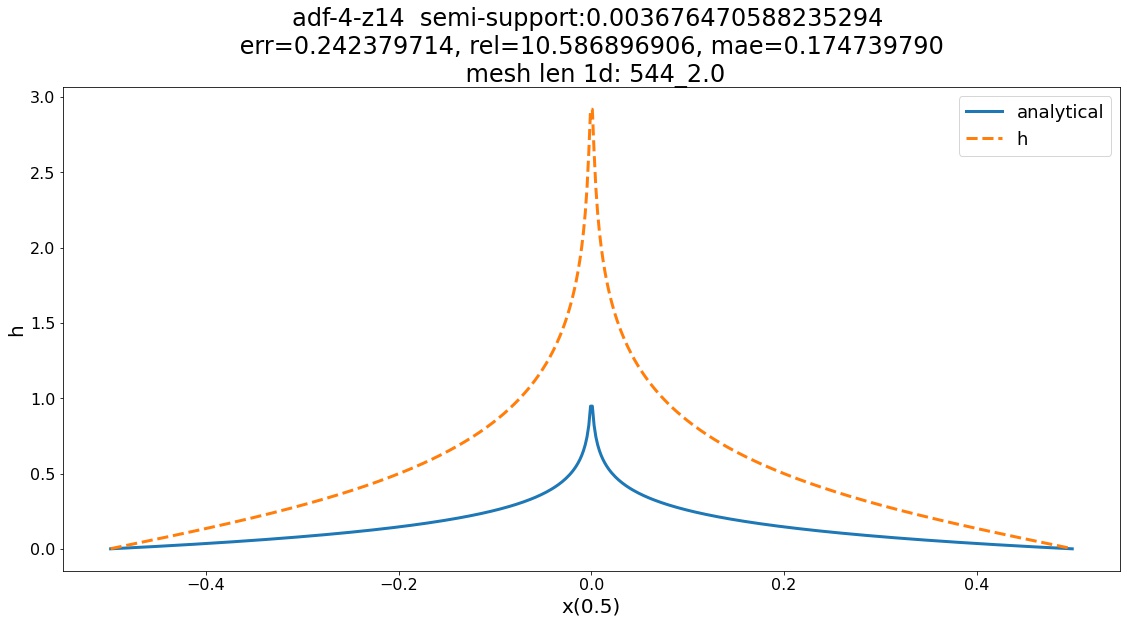 adf-4-z14  semi-support:0.003676470588235294
err=0.242379714, rel=10.586896906, mae=0.174739790
mesh len 1d: 544_2.0
analytical
h
3.0
2.5
2.0
1.5
1.0
0.5
0.0
h
−0.4
−0.2
0.0
0.2
0.4
x(0.5)